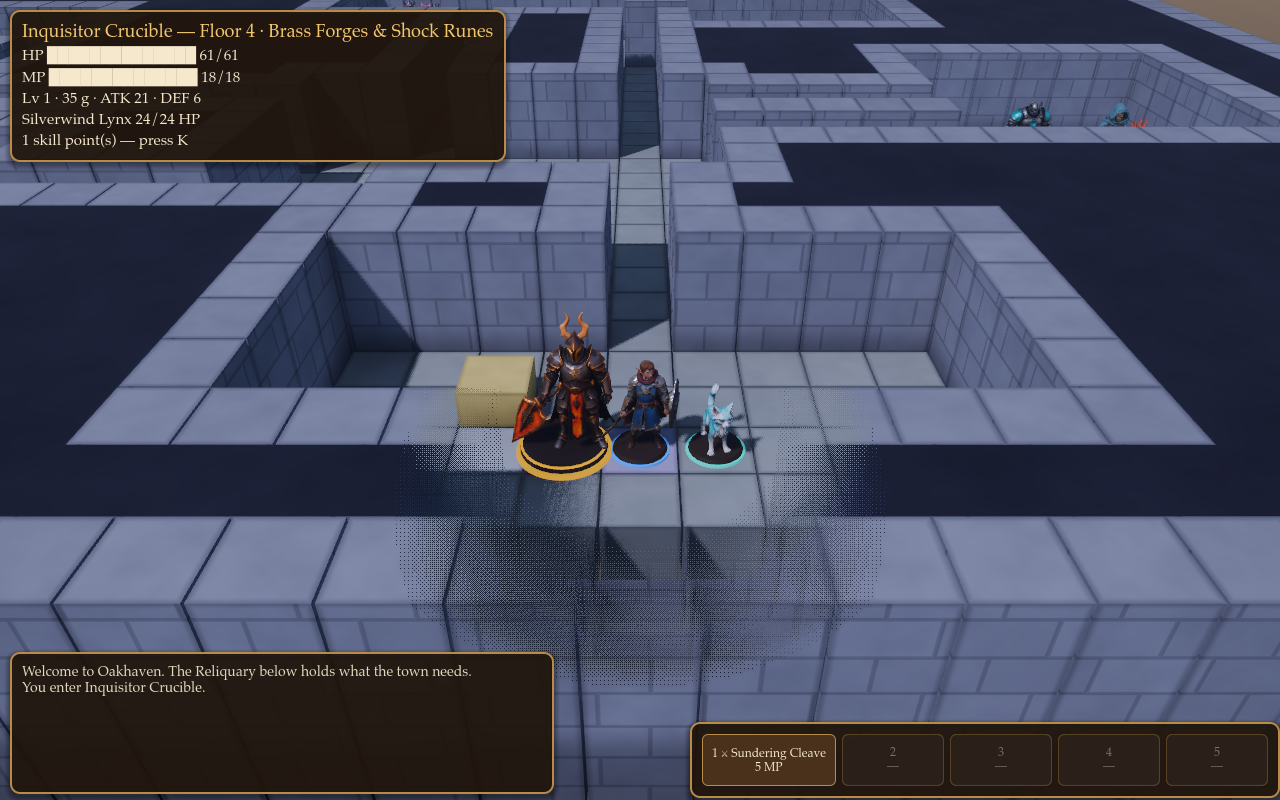 Inquisitor Crucible — Floor 4 · Brass Forges & Shock Runes
HP 61/61
MP 18/18
Lv 1 · 35 g · ATK 21 · DEF 6
Silverwind Lynx 24/24 HP
1 skill point(s) — press K
Welcome to Oakhaven. The Reliquary below holds what the town needs.
You enter Inquisitor Crucible.
1 ⚔ Sundering Cleave
5 MP
2
—
3
—
4
—
5
—